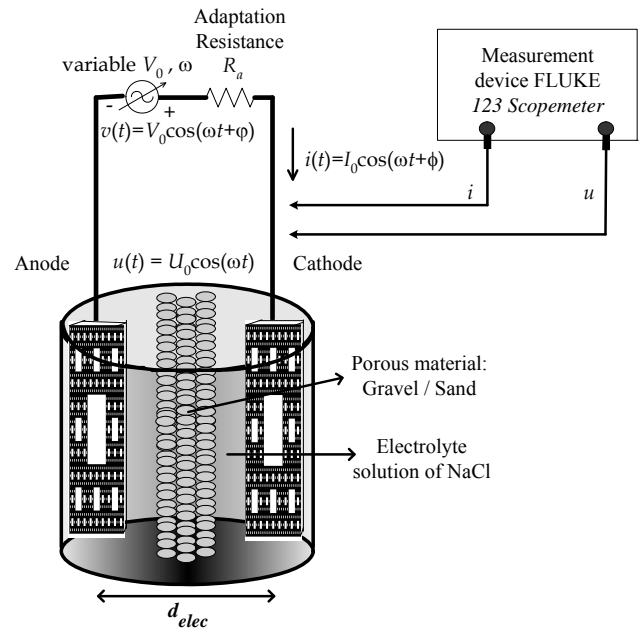 Adaptation
Resistance
Rₐ
variable V₀ , ω
- +
v(t)=V₀cos(ωt+φ)
Measurement
device FLUKE
123 Scopemeter
i(t)=I₀cos(ωt+ϕ)
i
u
Anode
u(t) = U₀cos(ωt)
Cathode
Porous material:
Gravel / Sand
Electrolyte
solution of NaCl
d_elec